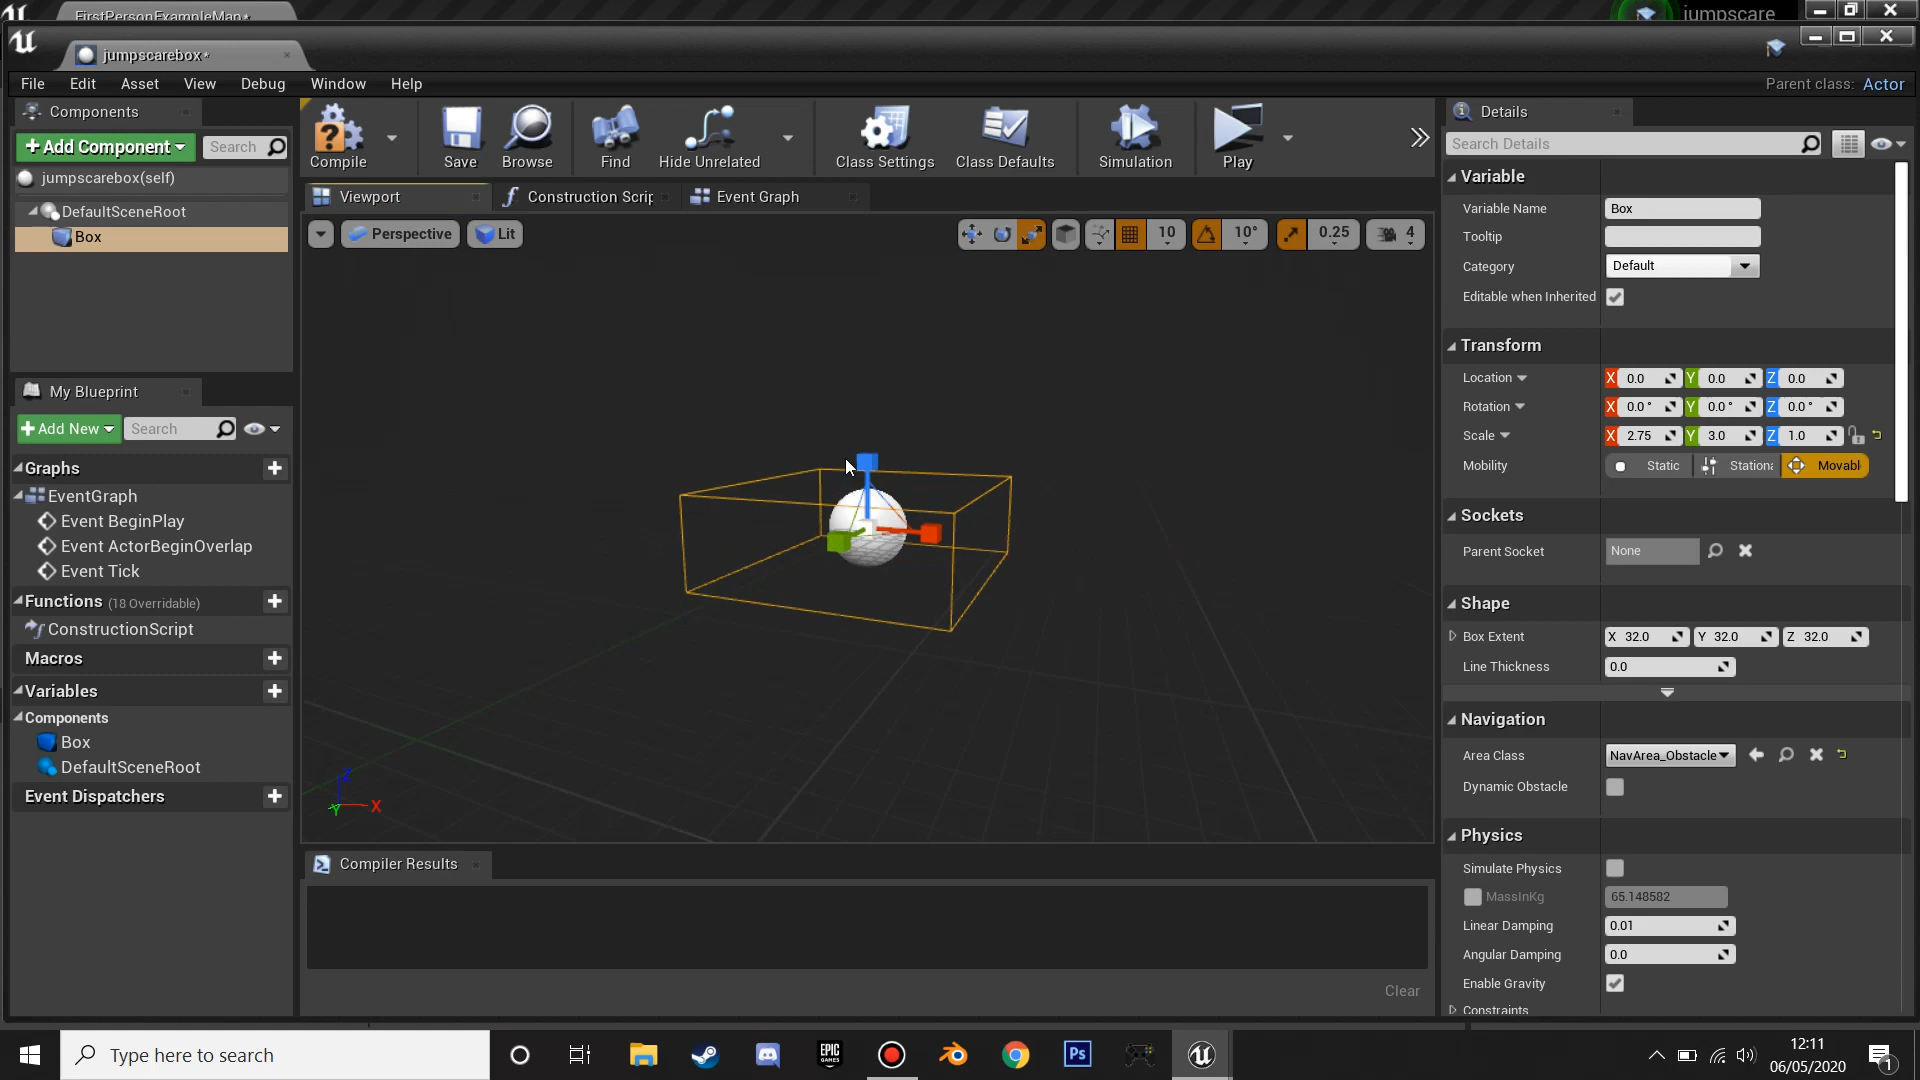 FirstPersonExampleMap*
jumpscare
jumpscarebox*
File Edit Asset View Debug Window Help
Parent class: Actor
Components
+Add Component
Search
jumpscarebox(self)
DefaultSceneRoot
Box
My Blueprint
+Add New
Search
Graphs
EventGraph
Event BeginPlay
Event ActorBeginOverlap
Event Tick
Functions (18 Overridable)
ConstructionScript
Macros
Variables
Components
Box
DefaultSceneRoot
Event Dispatchers
Compile
Save
Browse
Find
Hide Unrelated
Class Settings
Class Defaults
Simulation
Play
Viewport
Construction Scrip
Event Graph
Perspective
Lit
10
10°
0.25
4
Z
X
Y
Compiler Results
Clear
Details
Search Details
Variable
Variable Name Box
Tooltip
Category Default
Editable when Inherited
Transform
Location X 0.0 Y 0.0 Z 0.0
Rotation X 0.0° Y 0.0° Z 0.0°
Scale X 2.75 Y 3.0 Z 1.0
Mobility Static Stationa Movabl
Sockets
Parent Socket None
Shape
Box Extent X 32.0 Y 32.0 Z 32.0
Line Thickness 0.0
Navigation
Area Class NavArea_Obstacle
Dynamic Obstacle
Physics
Simulate Physics
MassInKg 65.148582
Linear Damping 0.01
Angular Damping 0.0
Enable Gravity
Constraints
Type here to search
EPIC GAMES
Ps
12:11
06/05/2020
1